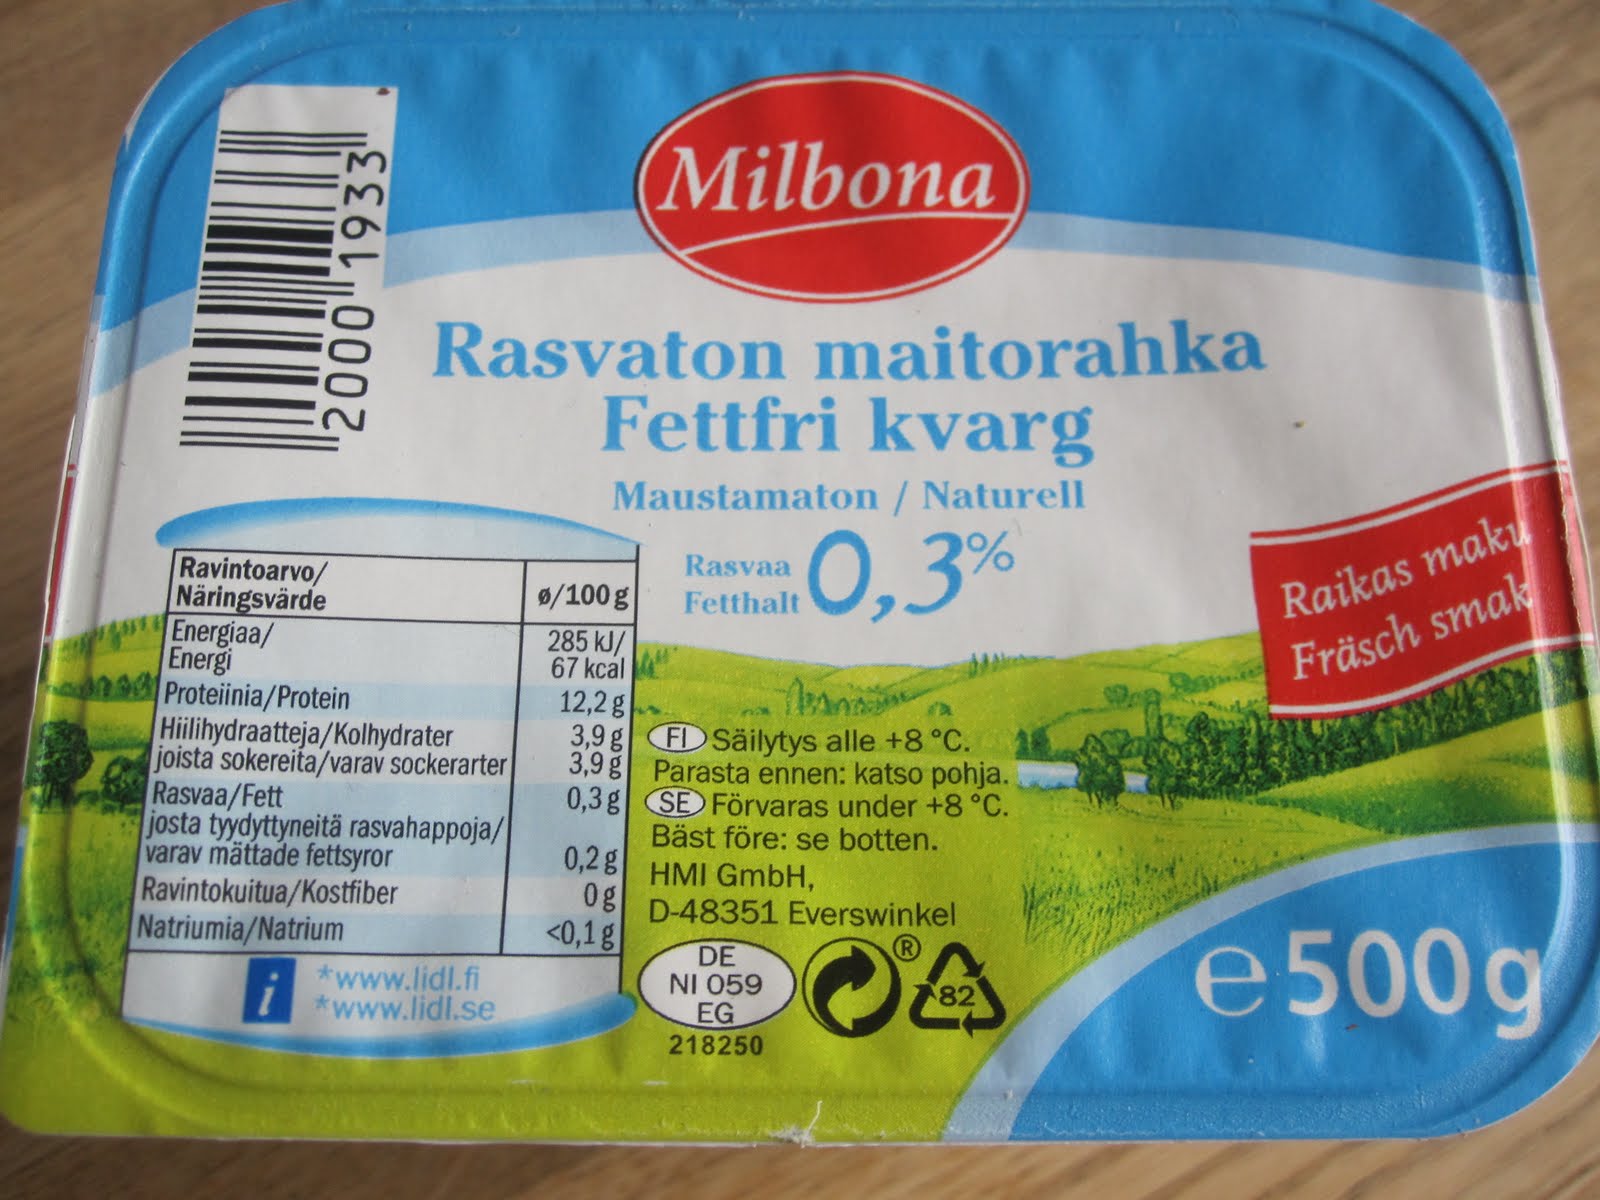 2000 1933
Milbona
Rasvaton maitorahka
Fettfri kvarg
Maustamaton / Naturell
Rasvaa
Fetthalt
0,3%
Raikas maku
Fräsch smak
Ravintoarvo/
Näringsvärde
ø/100 g
Energiaa/
Energi
285 kJ/
67 kcal
Proteiinia/Protein 12,2 g
Hiilihydraatteja/Kolhydrater 3,9 g
joista sokereita/varav sockerarter 3,9 g
Rasvaa/Fett 0,3 g
josta tyydyttyneitä rasvahappoja/
varav mättade fettsyror 0,2 g
Ravintokuitua/Kostfiber 0 g
Natriumia/Natrium <0,1 g
i
*www.lidl.fi
*www.lidl.se
FI Säilytys alle +8 °C.
Parasta ennen: katso pohja.
SE Förvaras under +8 °C.
Bäst före: se botten.
HMI GmbH,
D-48351 Everswinkel
DE
NI 059
EG
218250
®
82
e 500g